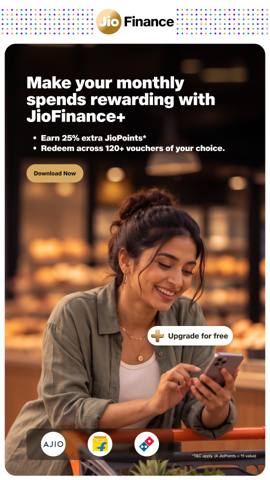 Jio Finance
Make your monthly
spends rewarding with
JioFinance+
• Earn 25% extra JioPoints*
• Redeem across 120+ vouchers of your choice.
Download Now
Upgrade for free
AJIO